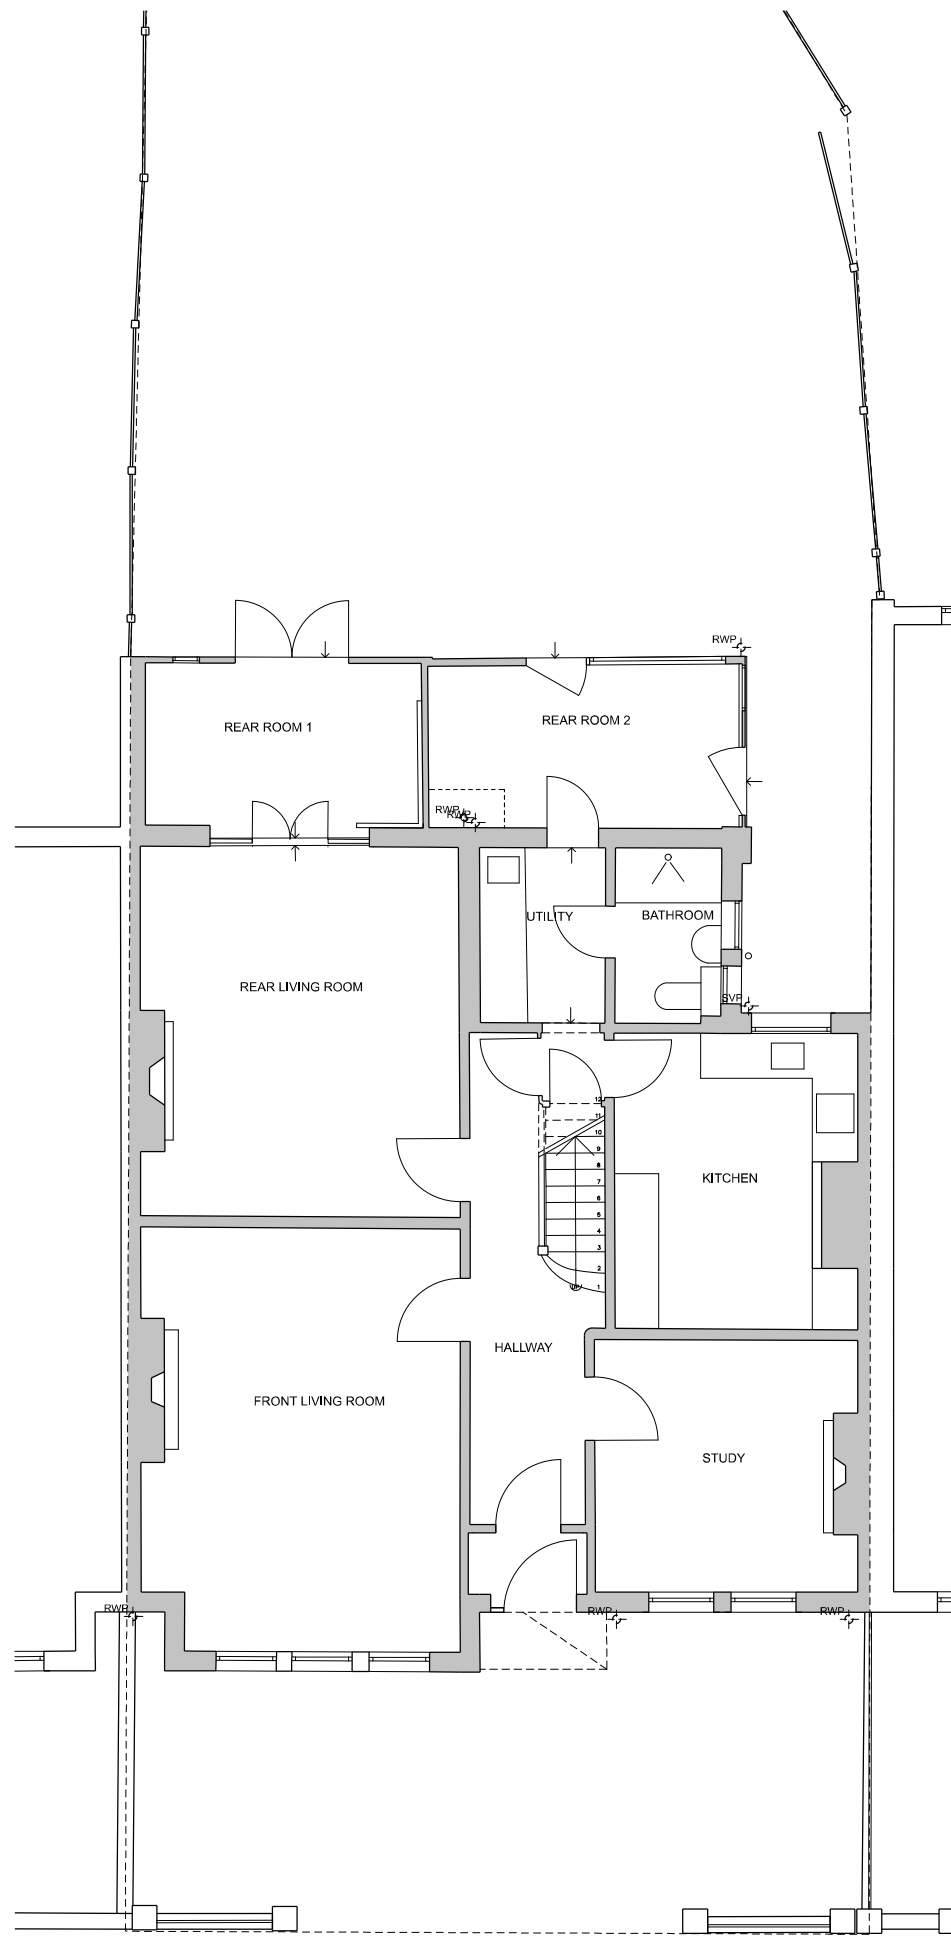 RWP
REAR ROOM 1
REAR ROOM 2
RWP
RWP
UTILITY
BATHROOM
REAR LIVING ROOM
SVP
12
11
10
9
8
7
6
5
4
3
2
1
UP
KITCHEN
HALLWAY
FRONT LIVING ROOM
STUDY
RWP
RWP
RWP